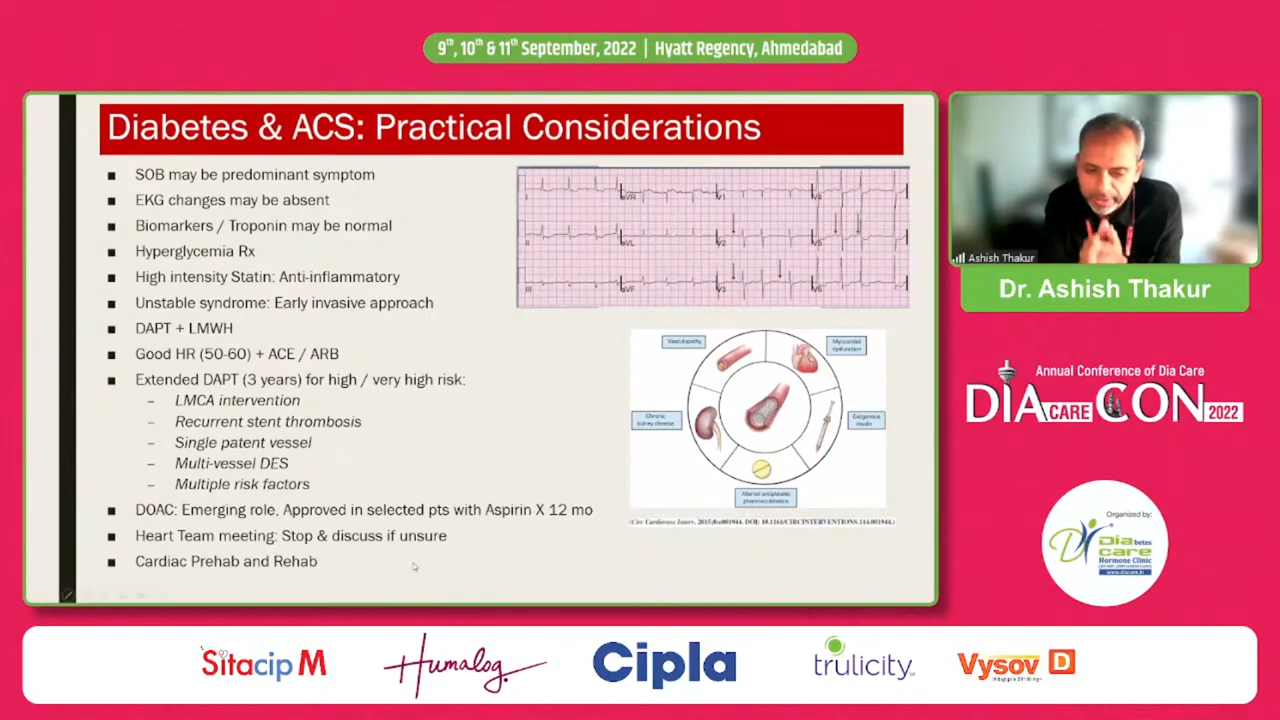 9th, 10th & 11th September, 2022 | Hyatt Regency, Ahmedabad
Diabetes & ACS: Practical Considerations
SOB may be predominant symptom
EKG changes may be absent
Biomarkers / Troponin may be normal
Hyperglycemia Rx
High intensity Statin: Anti-inflammatory
Unstable syndrome: Early invasive approach
DAPT + LMWH
Good HR (50-60) + ACE / ARB
Extended DAPT (3 years) for high / very high risk:
– LMCA intervention
– Recurrent stent thrombosis
– Single patent vessel
– Multi-vessel DES
– Multiple risk factors
DOAC: Emerging role. Approved in selected pts with Aspirin X 12 mo
Heart Team meeting: Stop & discuss if unsure
Cardiac Prehab and Rehab
I aVR V1 V4
II aVL V2 V5
III aVF V3 V6
Vasculopathy
Myocardial dysfunction
Chronic kidney disease
Exogenous insulin
Altered antiplatelet pharmacokinetics
Ashish Thakur
Dr. Ashish Thakur
Annual Conference of Dia Care
DIACARE CON 2022
Organized by:
Diabetes
care
Hormone Clinic
www.diacare.in
Sitacip M
Humalog
Cipla
trulicity
Vysov D